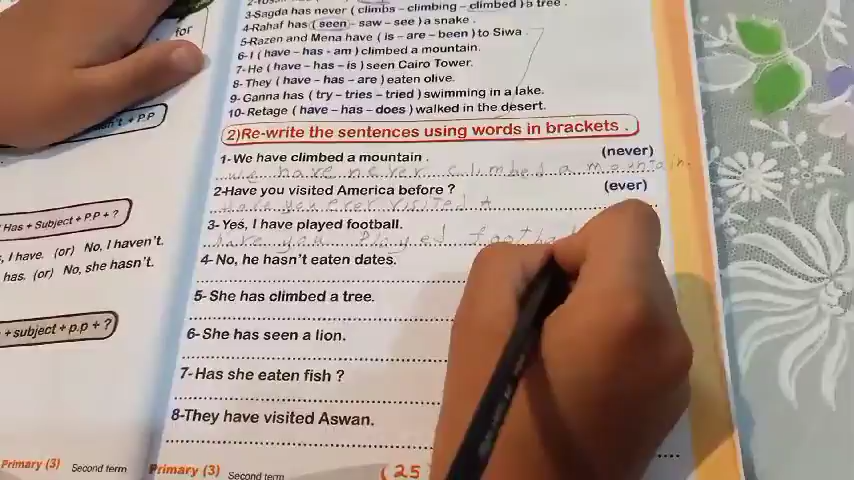 for
+ P.P
Has + Subject + P.P + ?
, I have. (or) No, I haven't.
has. (or) No, she hasn't.
+ subject + p.p + ?
Primary (3) Second term
3-Sagda has never ( climbs – climbing – climbed ) a tree .
4-Rahaf has ( seen – saw – see ) a snake .
5-Razen and Mena have ( is – are – been ) to Siwa .
6-I ( have – has - am ) climbed a mountain.
7-He ( have – has – is ) seen Cairo Tower.
8- They ( have – has – are ) eaten olive.
9- Ganna has ( try – tries – tried ) swimming in a lake.
10- Retage ( have – has – does ) walked in the desert.
2)Re-write the sentences using words in brackets .
1- We have climbed a mountain . (never)
we have never climbed a mountain.
2-Have you visited America before ? (ever)
Have you ever visited A
3- Yes, I have played football.
have you played footba
4- No, he hasn't eaten dates.
5- She has climbed a tree.
6- She has seen a lion.
7- Has she eaten fish ?
8-They have visited Aswan.
Primary (3) Second term (25)